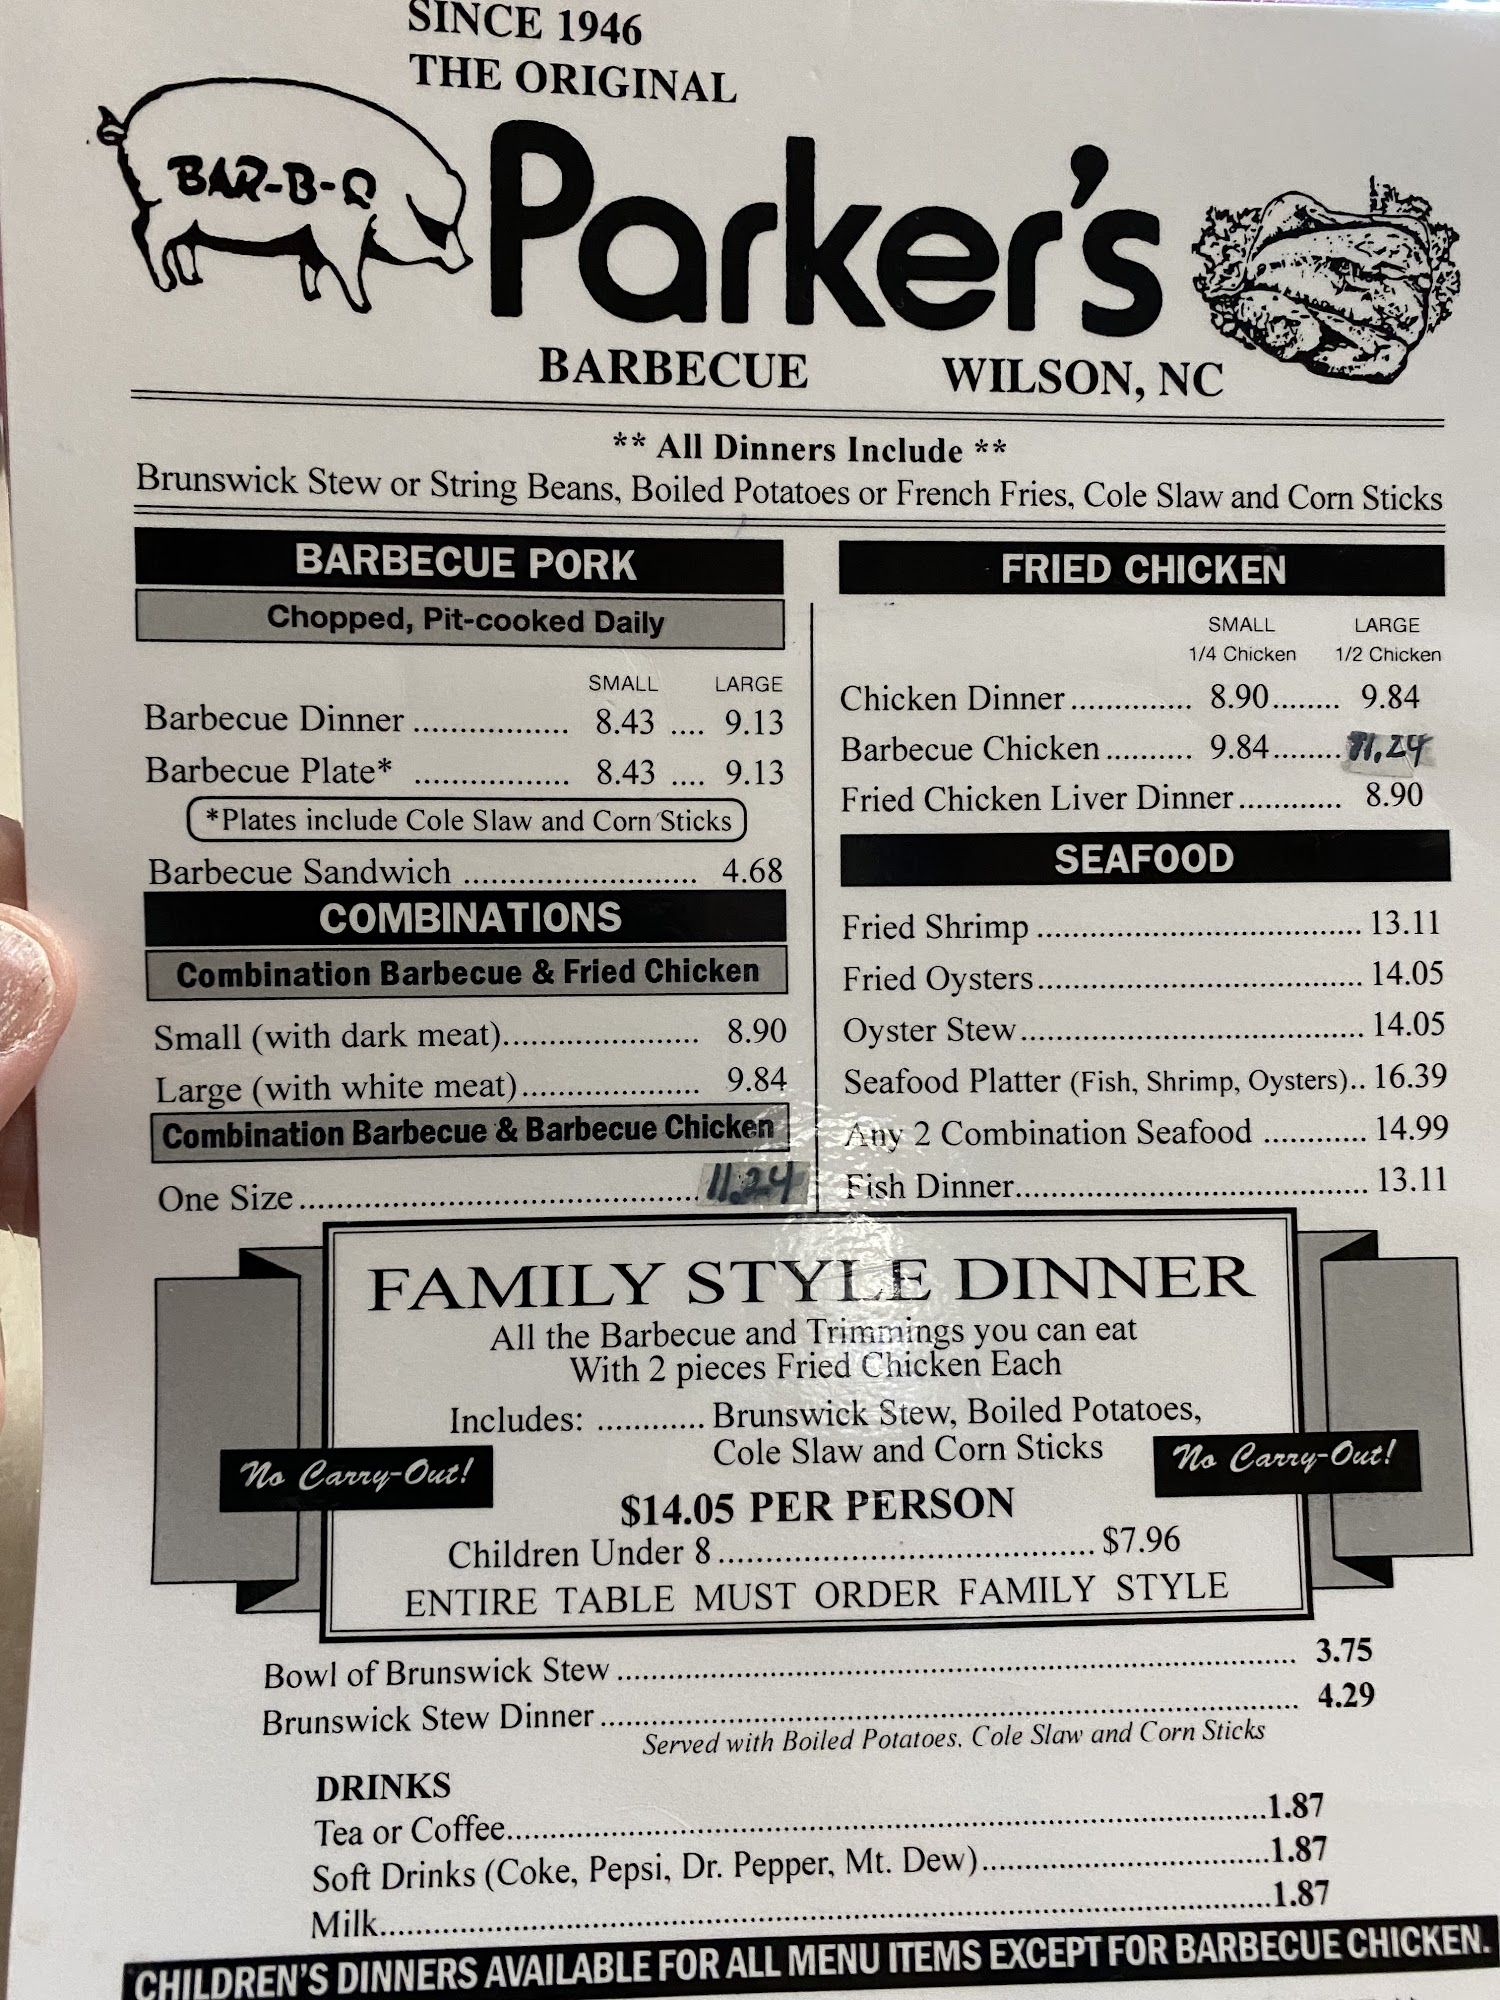 SINCE 1946
THE ORIGINAL
BAR-B-Q
Parker's
BARBECUE WILSON, NC
** All Dinners Include **
Brunswick Stew or String Beans, Boiled Potatoes or French Fries, Cole Slaw and Corn Sticks
BARBECUE PORK
Chopped, Pit-cooked Daily
SMALL LARGE
Barbecue Dinner ................ 8.43 .... 9.13
Barbecue Plate* ................ 8.43 .... 9.13
*Plates include Cole Slaw and Corn Sticks
Barbecue Sandwich ........................ 4.68
COMBINATIONS
Combination Barbecue & Fried Chicken
Small (with dark meat).................... 8.90
Large (with white meat).................. 9.84
Combination Barbecue & Barbecue Chicken
One Size......................................... 11.24
FRIED CHICKEN
SMALL LARGE
1/4 Chicken 1/2 Chicken
Chicken Dinner............. 8.90........ 9.84
Barbecue Chicken.......... 9.84........ 11.24
Fried Chicken Liver Dinner............ 8.90
SEAFOOD
Fried Shrimp .................................. 13.11
Fried Oysters.................................. 14.05
Oyster Stew.................................... 14.05
Seafood Platter (Fish, Shrimp, Oysters).. 16.39
Any 2 Combination Seafood ........... 14.99
Fish Dinner..................................... 13.11
FAMILY STYLE DINNER
All the Barbecue and Trimmings you can eat
With 2 pieces Fried Chicken Each
Includes: ........... Brunswick Stew, Boiled Potatoes,
Cole Slaw and Corn Sticks
No Carry-Out!
No Carry-Out!
$14.05 PER PERSON
Children Under 8........................................ $7.96
ENTIRE TABLE MUST ORDER FAMILY STYLE
Bowl of Brunswick Stew .................................................................. 3.75
Brunswick Stew Dinner .................................................................... 4.29
Served with Boiled Potatoes. Cole Slaw and Corn Sticks
DRINKS
Tea or Coffee............................................................................1.87
Soft Drinks (Coke, Pepsi, Dr. Pepper, Mt. Dew).............................1.87
Milk.........................................................................................1.87
CHILDREN'S DINNERS AVAILABLE FOR ALL MENU ITEMS EXCEPT FOR BARBECUE CHICKEN.